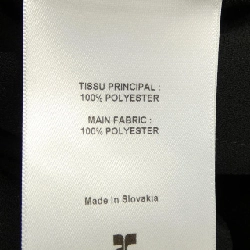 TISSU PRINCIPAL :
100% POLYESTER
MAIN FABRIC :
100% POLYESTER
Made in Slovakia